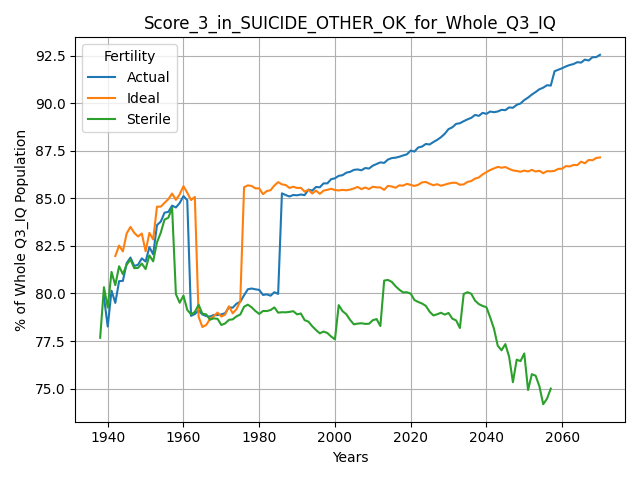 Score_3_in_SUICIDE_OTHER_OK_for_Whole_Q3_IQ
% of Whole Q3_IQ Population
92.5
90.0
87.5
85.0
82.5
80.0
77.5
75.0
Fertility
Actual
Ideal
Sterile
1940 1960 1980 2000 2020 2040 2060
Years